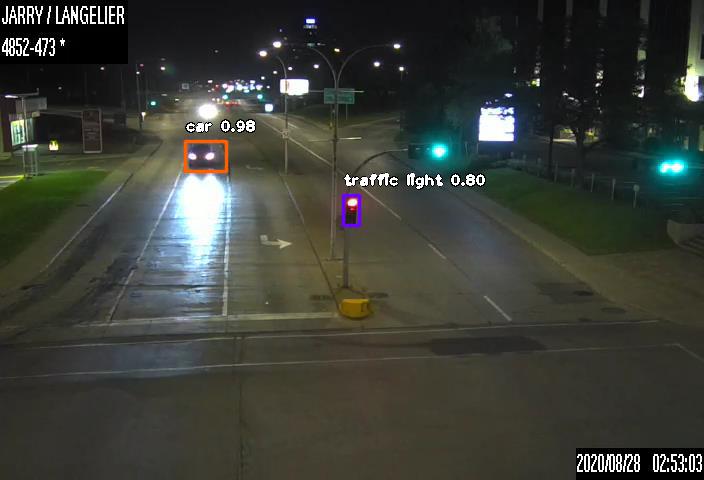 JARRY / LANGELIER
4852-473 *
car 0.98
traffic light 0.80
2020/08/28 02:53:03